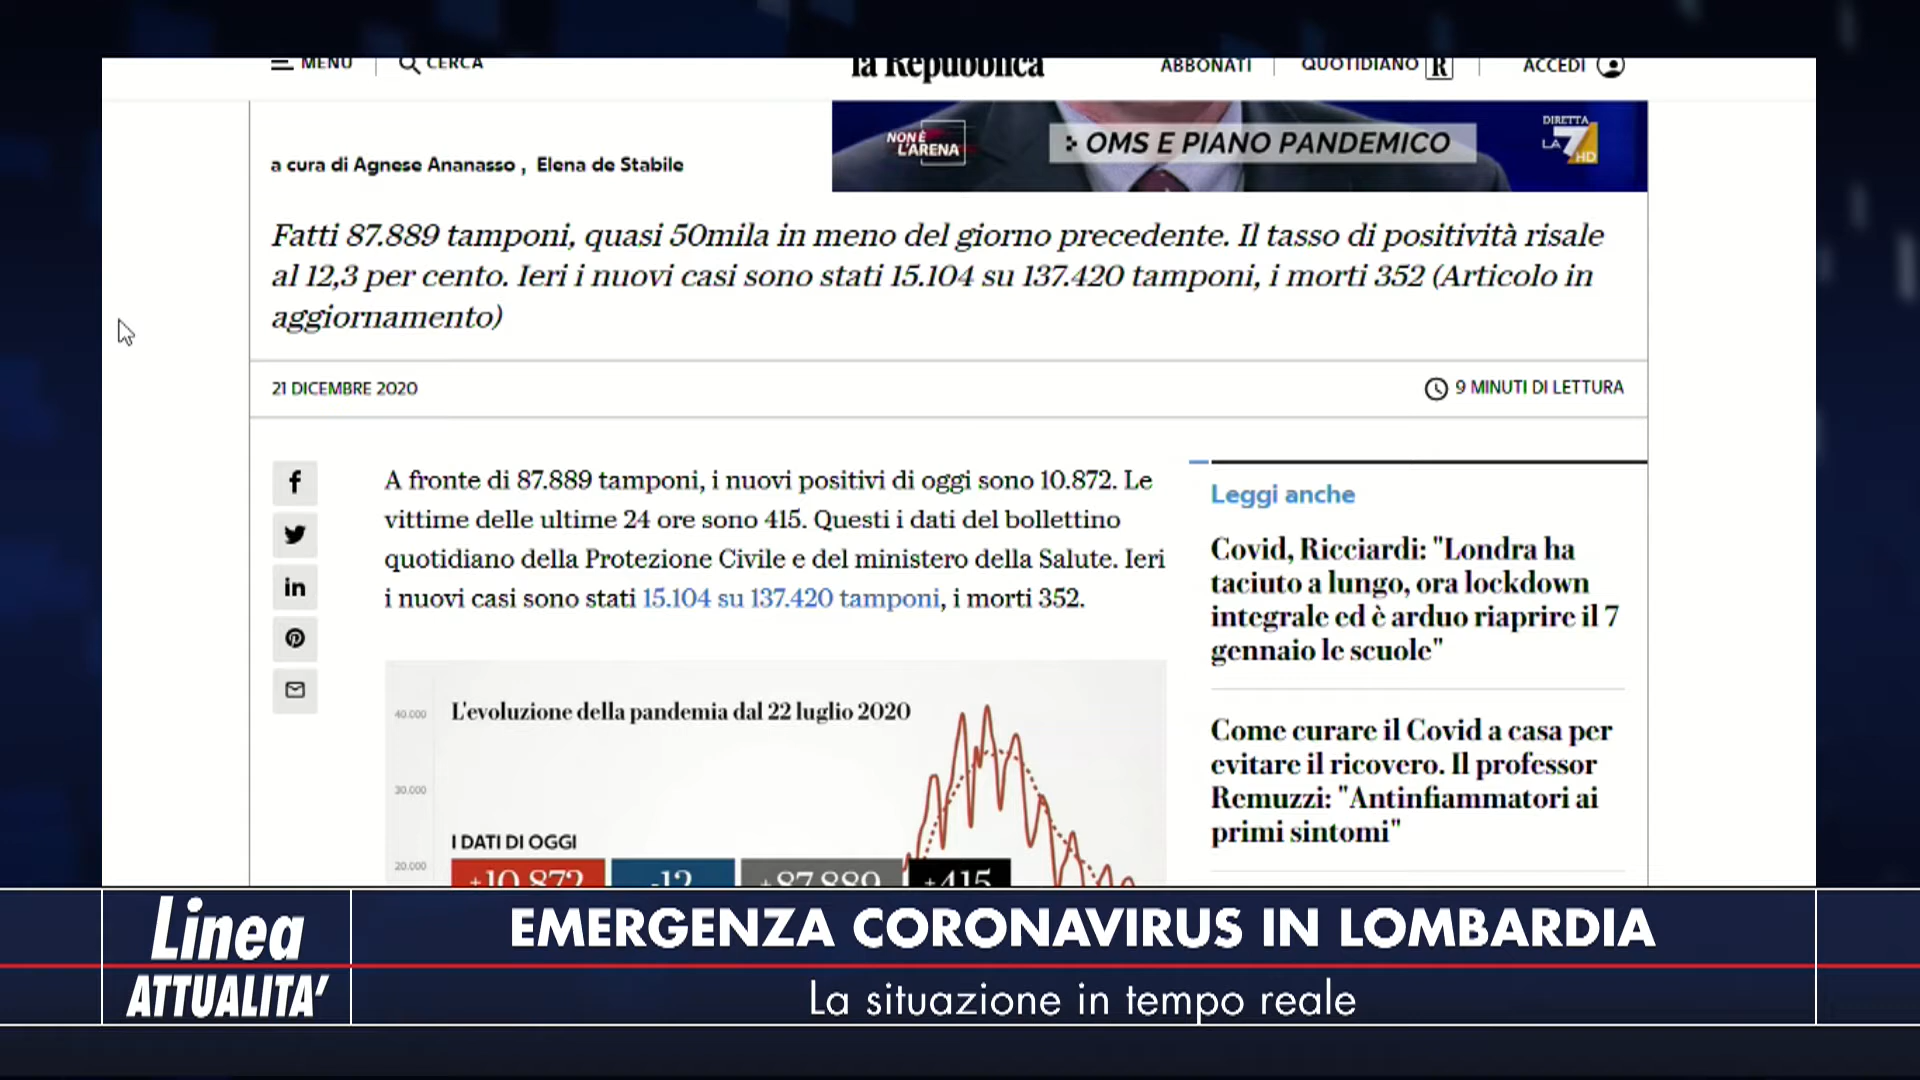 MENU
CERCA
la Repubblica
ABBONATI
QUOTIDIANO R
ACCEDI
NON È
L'ARENA
OMS E PIANO PANDEMICO
DIRETTA
LA 7
HD
a cura di Agnese Ananasso , Elena de Stabile
Fatti 87.889 tamponi, quasi 50mila in meno del giorno precedente. Il tasso di positività risale
al 12,3 per cento. Ieri i nuovi casi sono stati 15.104 su 137.420 tamponi, i morti 352 (Articolo in
aggiornamento)
21 DICEMBRE 2020
9 MINUTI DI LETTURA
A fronte di 87.889 tamponi, i nuovi positivi di oggi sono 10.872. Le
vittime delle ultime 24 ore sono 415. Questi i dati del bollettino
quotidiano della Protezione Civile e del ministero della Salute. Ieri
i nuovi casi sono stati 15.104 su 137.420 tamponi, i morti 352.
Leggi anche
Covid, Ricciardi: "Londra ha
taciuto a lungo, ora lockdown
integrale ed è arduo riaprire il 7
gennaio le scuole"
Come curare il Covid a casa per
evitare il ricovero. Il professor
Remuzzi: "Antinfiammatori ai
primi sintomi"
L'evoluzione della pandemia dal 22 luglio 2020
40.000
30.000
20.000
I DATI DI OGGI
+10.872
-12
+87.889
+415
Linea
ATTUALITA'
EMERGENZA CORONAVIRUS IN LOMBARDIA
La situazione in tempo reale